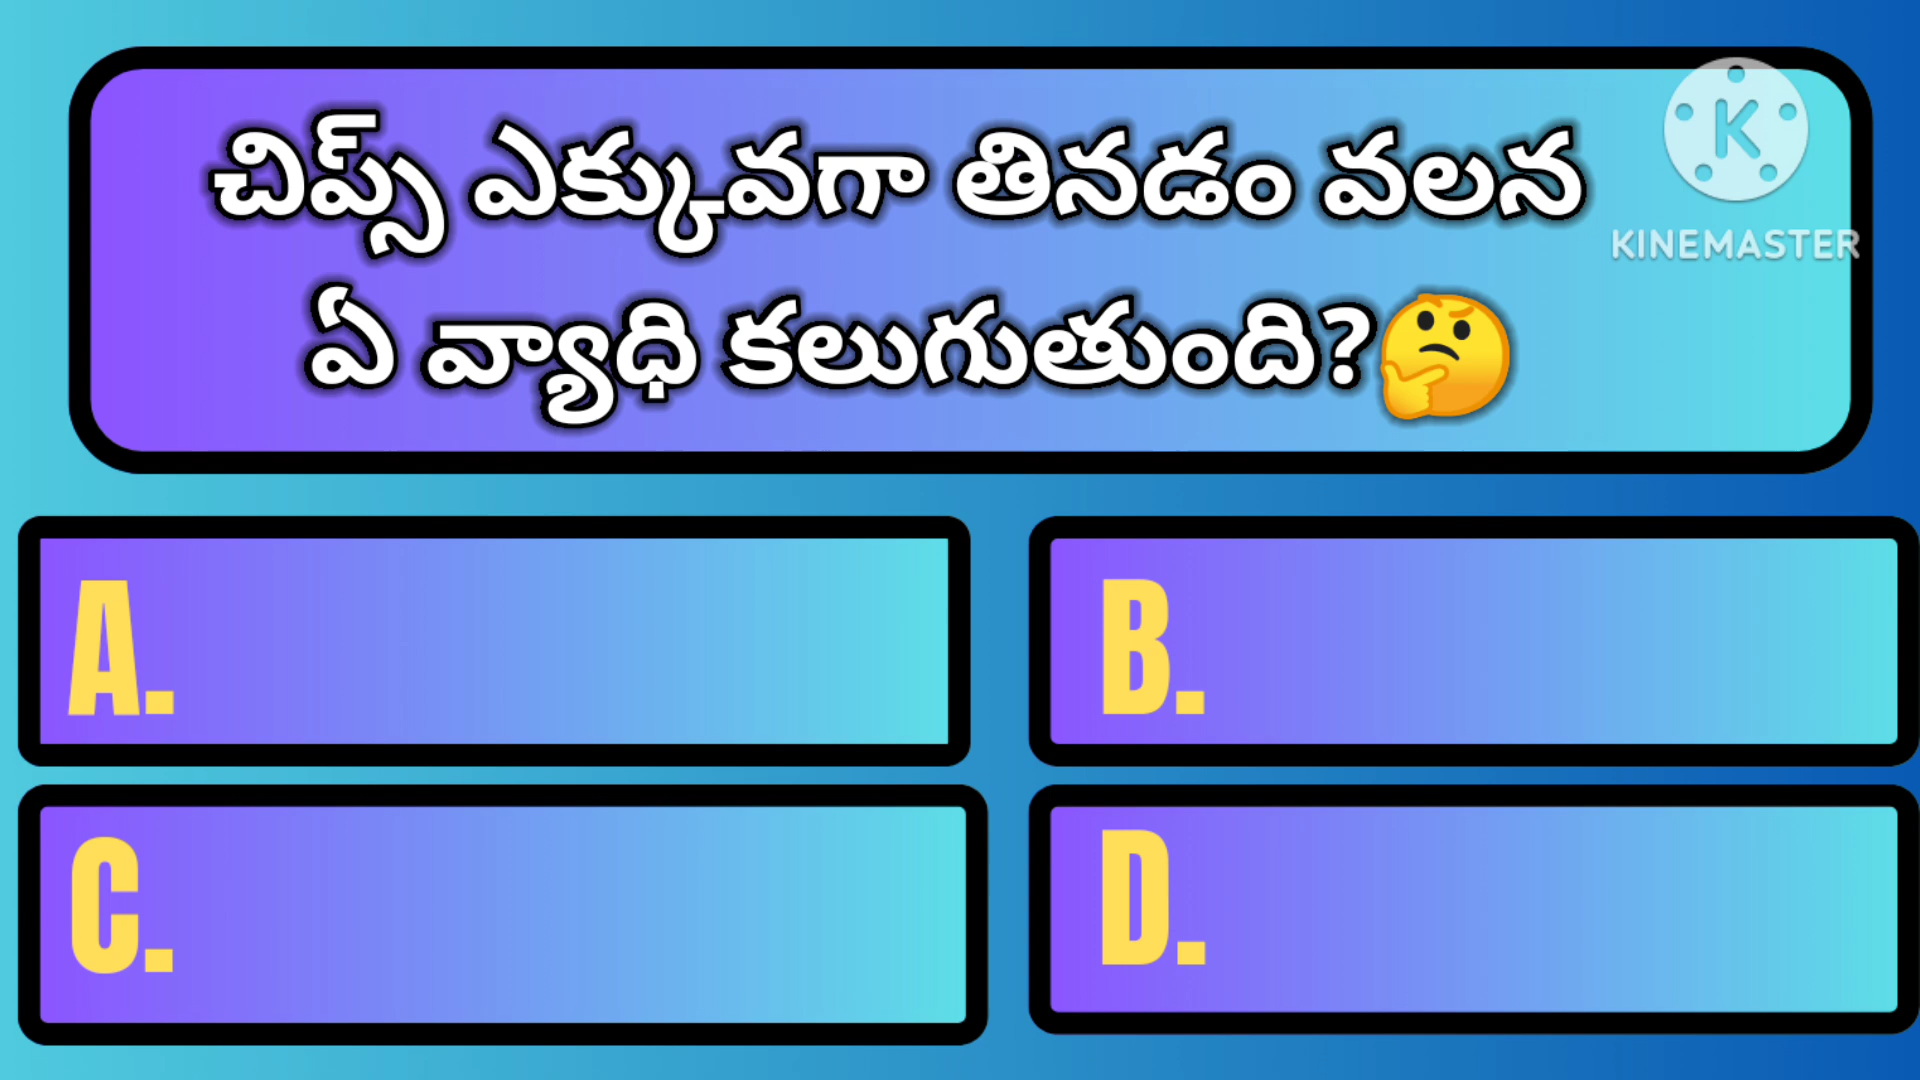 చిప్స్ ఎక్కువగా తినడం వలన
ఏ వ్యాధి కలుగుతుంది?🤔
K
KINEMASTER
A.
B.
C.
D.